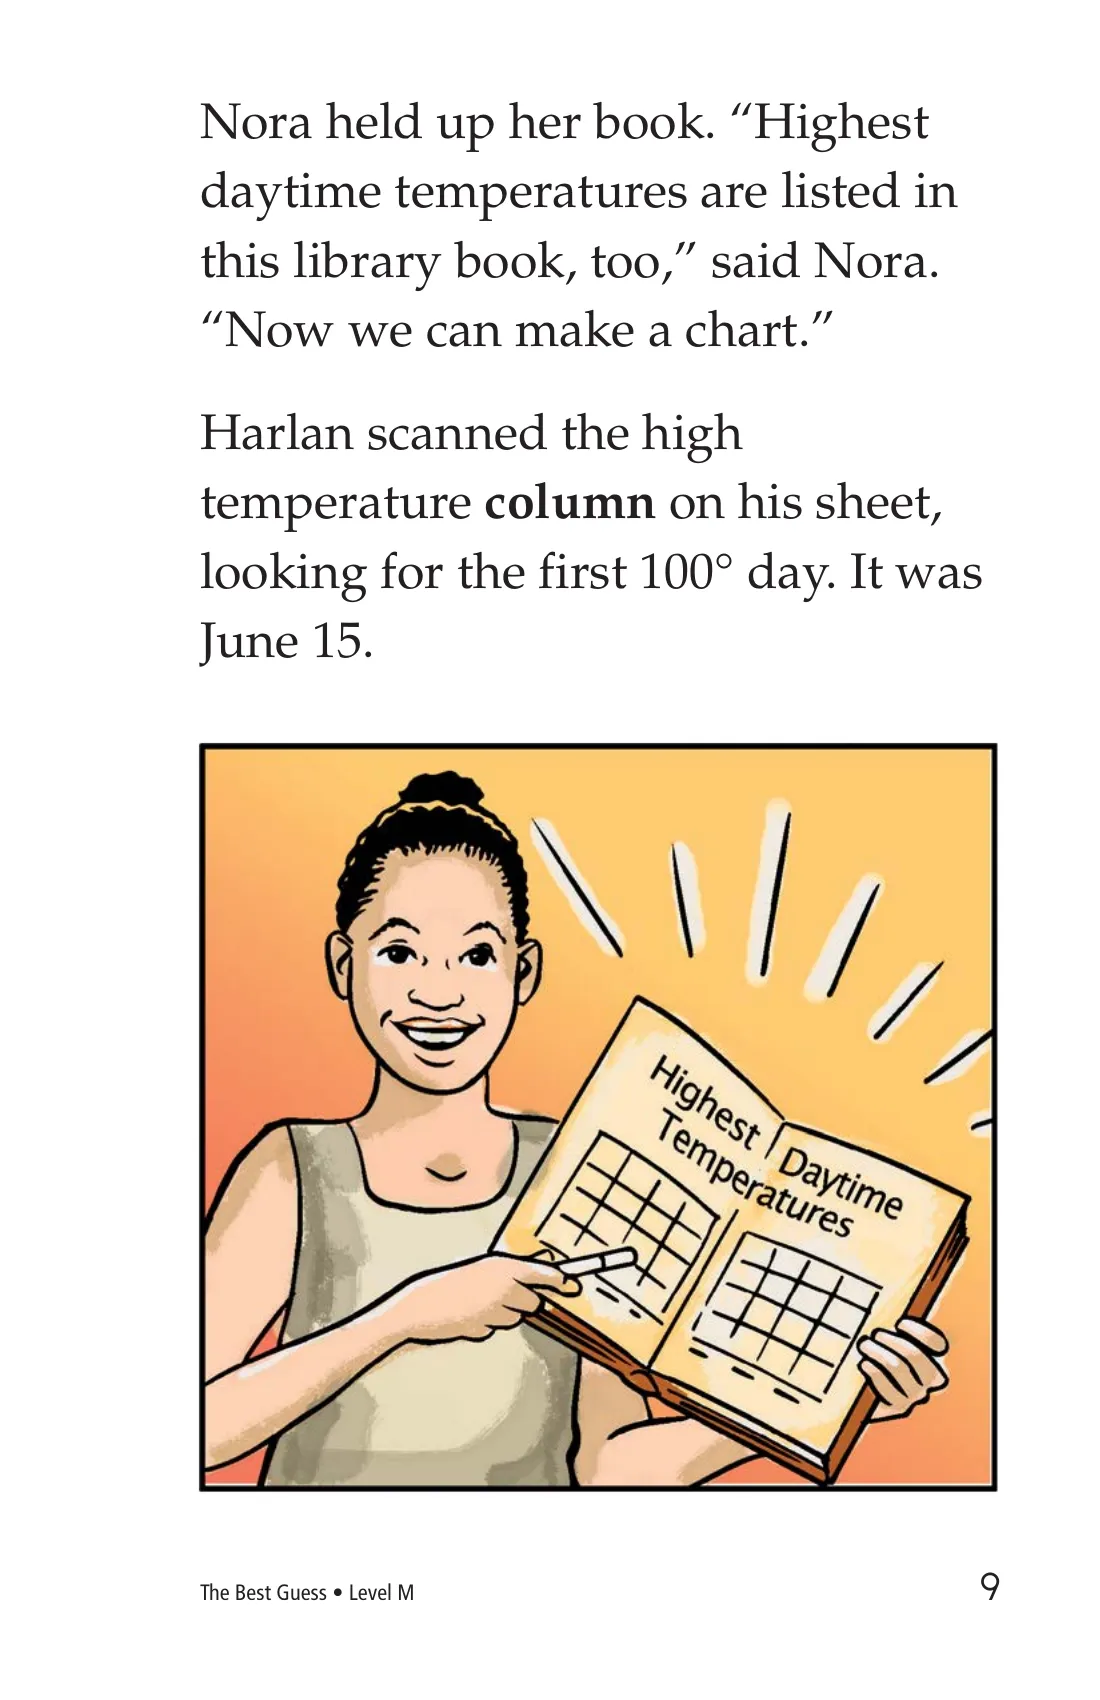 Nora held up her book. “Highest
daytime temperatures are listed in
this library book, too,” said Nora.
“Now we can make a chart.”
Harlan scanned the high
temperature column on his sheet,
looking for the first 100° day. It was
June 15.
Highest Daytime
Temperatures
The Best Guess • Level M
9